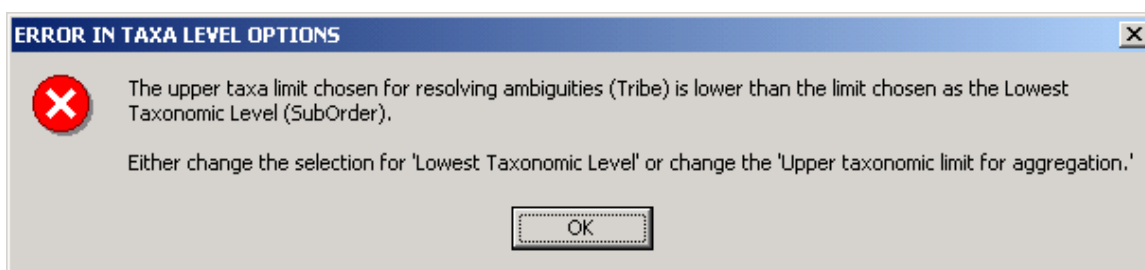 ERROR IN TAXA LEVEL OPTIONS
The upper taxa limit chosen for resolving ambiguities (Tribe) is lower than the limit chosen as the Lowest
Taxonomic Level (SubOrder).
Either change the selection for 'Lowest Taxonomic Level' or change the 'Upper taxonomic limit for aggregation.'
OK